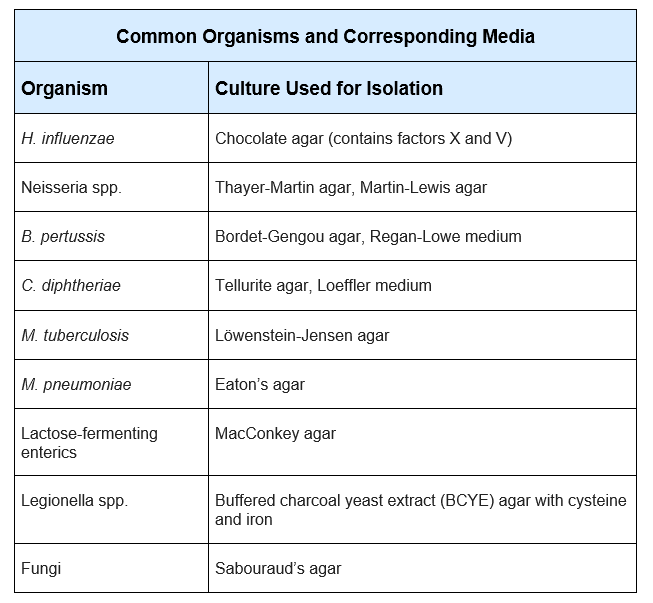 Common Organisms and Corresponding Media
Organism
Culture Used for Isolation
H. influenzae
Chocolate agar (contains factors X and V)
Neisseria spp.
Thayer-Martin agar, Martin-Lewis agar
B. pertussis
Bordet-Gengou agar, Regan-Lowe medium
C. diphtheriae
Tellurite agar, Loeffler medium
M. tuberculosis
Löwenstein-Jensen agar
M. pneumoniae
Eaton’s agar
Lactose-fermenting
enterics
MacConkey agar
Legionella spp.
Buffered charcoal yeast extract (BCYE) agar with cysteine
and iron
Fungi
Sabouraud’s agar